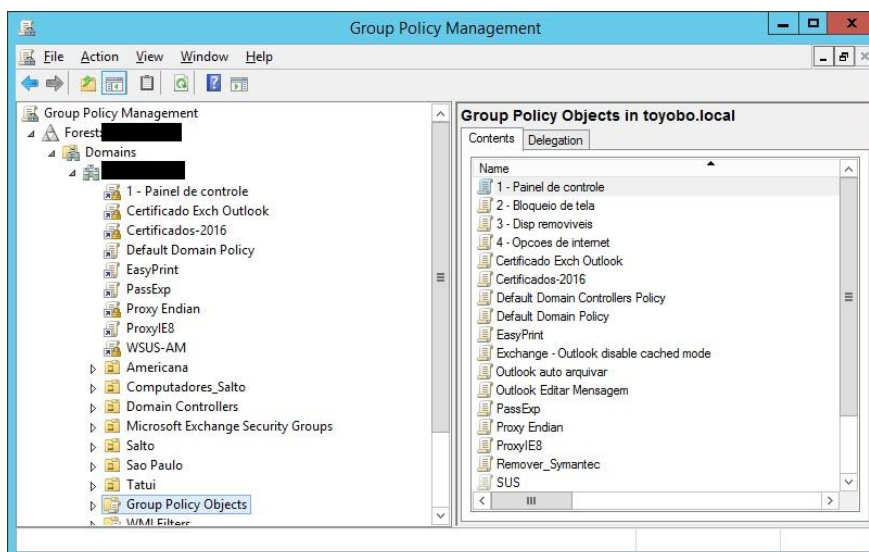 Group Policy Management
File Action View Window Help
Group Policy Management
Forest:
Domains
1 - Painel de controle
Certificado Exch Outlook
Certificados-2016
Default Domain Policy
EasyPrint
PassExp
Proxy Endian
ProxyIE8
WSUS-AM
Americana
Computadores_Salto
Domain Controllers
Microsoft Exchange Security Groups
Salto
Sao Paulo
Tatui
Group Policy Objects
WMI Filters
Group Policy Objects in toyobo.local
Contents Delegation
Name
1 - Painel de controle
2 - Bloqueio de tela
3 - Disp removiveis
4 - Opcoes de internet
Certificado Exch Outlook
Certificados-2016
Default Domain Controllers Policy
Default Domain Policy
EasyPrint
Exchange - Outlook disable cached mode
Outlook auto arquivar
Outlook Editar Mensagem
PassExp
Proxy Endian
ProxyIE8
Remover_Symantec
SUS